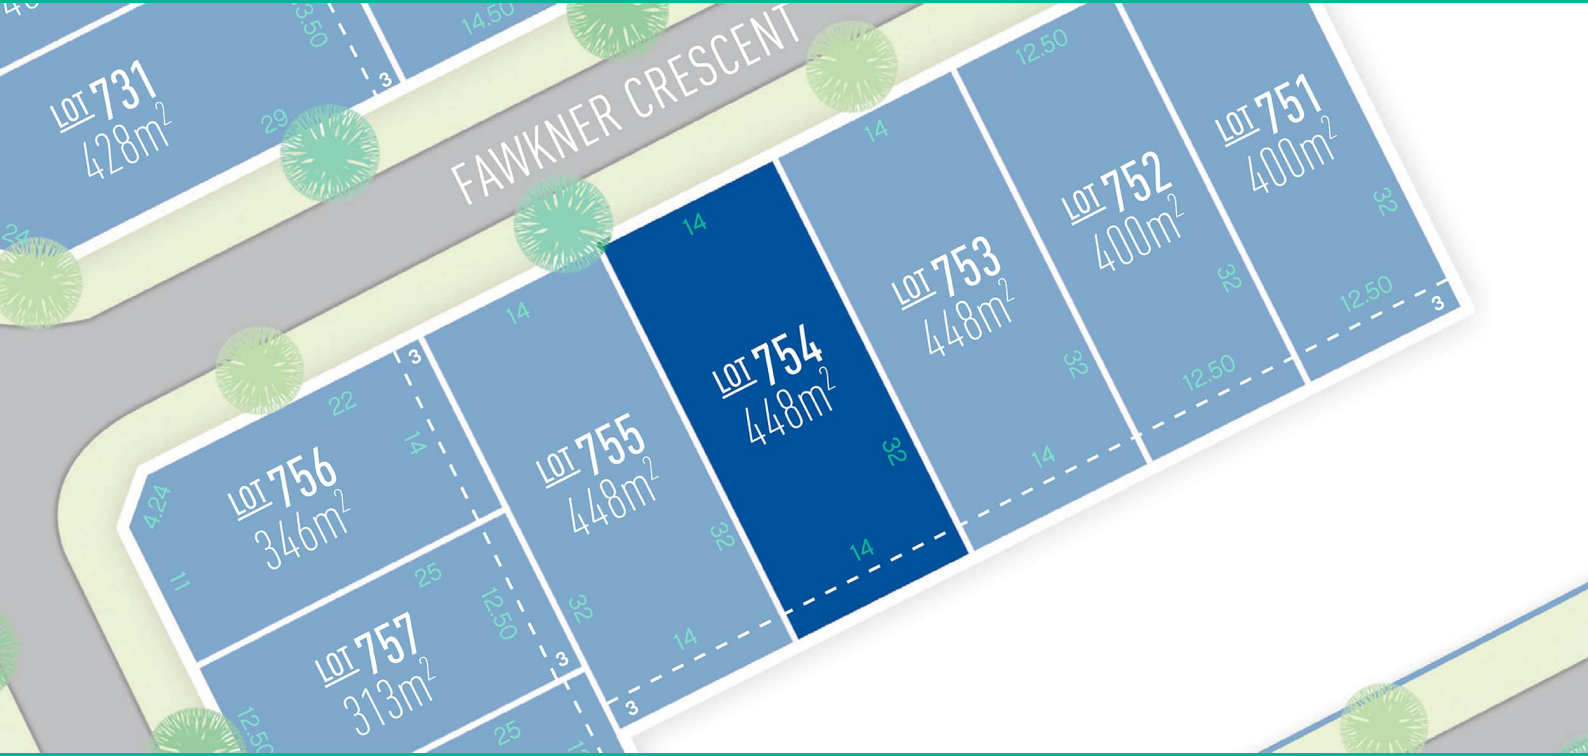 3.50
14.50
LOT 731
428m²
3
29
24
FAWKNER CRESCENT
12.50
14
LOT 751
400m²
32
12.50
3
LOT 752
400m²
32
12.50
LOT 753
448m²
32
14
14
LOT 754
448m²
32
14
14
LOT 755
448m²
32
32
14
3
3
22
14
LOT 756
346m²
4.24
11
25
12.50
LOT 757
313m²
3
12.50
25